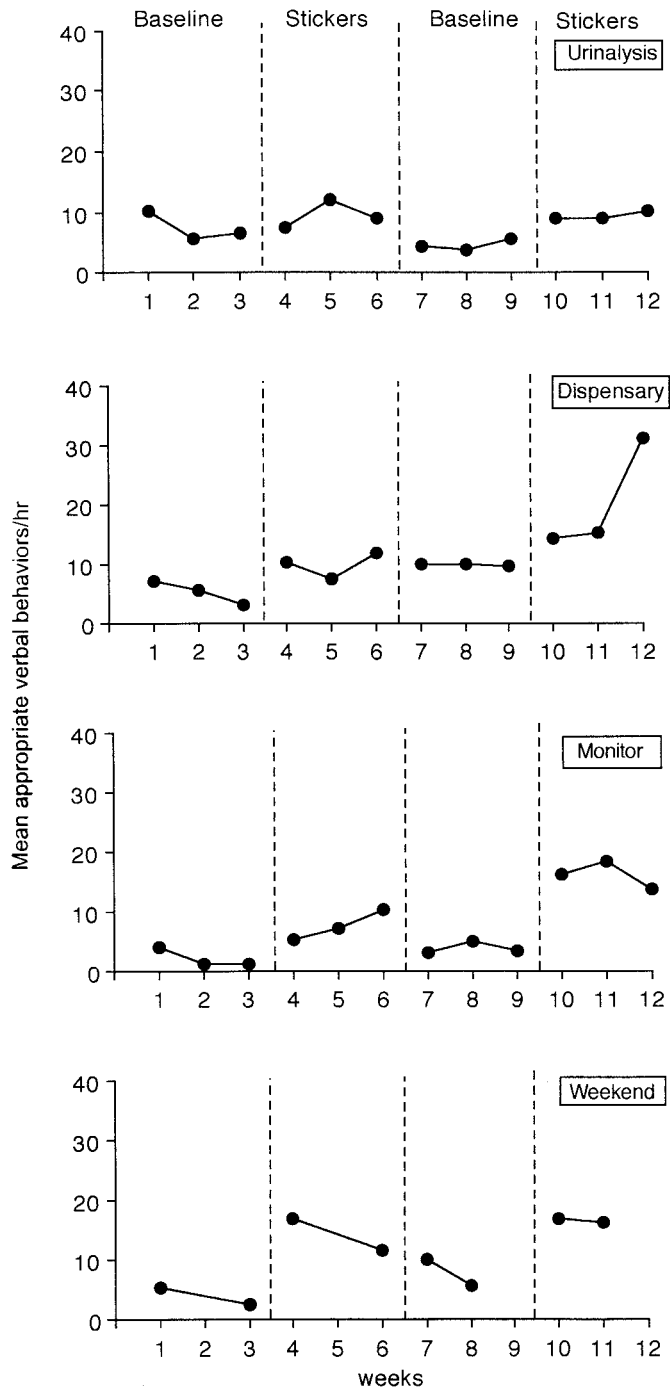 Baseline Stickers Baseline Stickers
Urinalysis
40
30
20
10
0
1 2 3 4 5 6 7 8 9 10 11 12
Dispensary
40
30
20
10
0
1 2 3 4 5 6 7 8 9 10 11 12
Mean appropriate verbal behaviors/hr
Monitor
40
30
20
10
0
1 2 3 4 5 6 7 8 9 10 11 12
Weekend
40
30
20
10
0
1 2 3 4 5 6 7 8 9 10 11 12
weeks